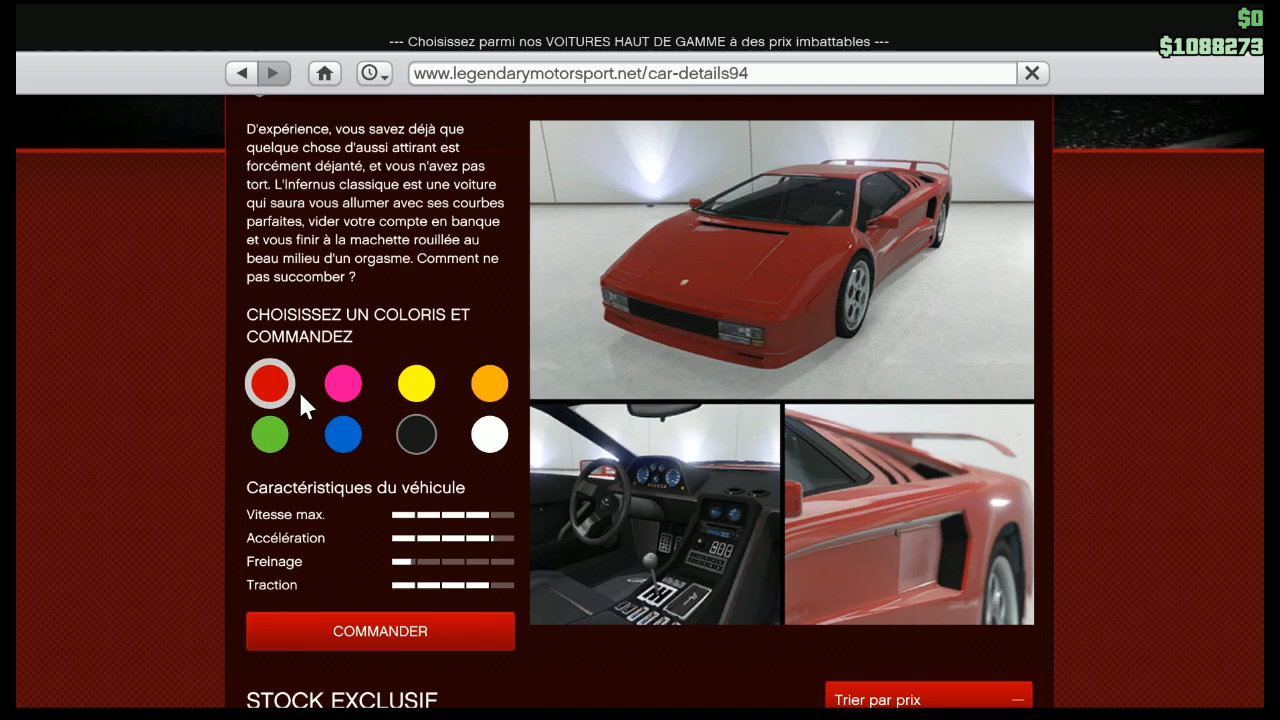 $0
--- Choisissez parmi nos VOITURES HAUT DE GAMME à des prix imbattables ---
$1088273
www.legendarymotorsport.net/car-details94
D'expérience, vous savez déjà que
quelque chose d'aussi attirant est
forcément déjanté, et vous n'avez pas
tort. L'Infernus classique est une voiture
qui saura vous allumer avec ses courbes
parfaites, vider votre compte en banque
et vous finir à la machette rouillée au
beau milieu d'un orgasme. Comment ne
pas succomber ?
CHOISISSEZ UN COLORIS ET
COMMANDEZ
Caractéristiques du véhicule
Vitesse max.
Accélération
Freinage
Traction
COMMANDER
STOCK EXCLUSIF
Trier par prix